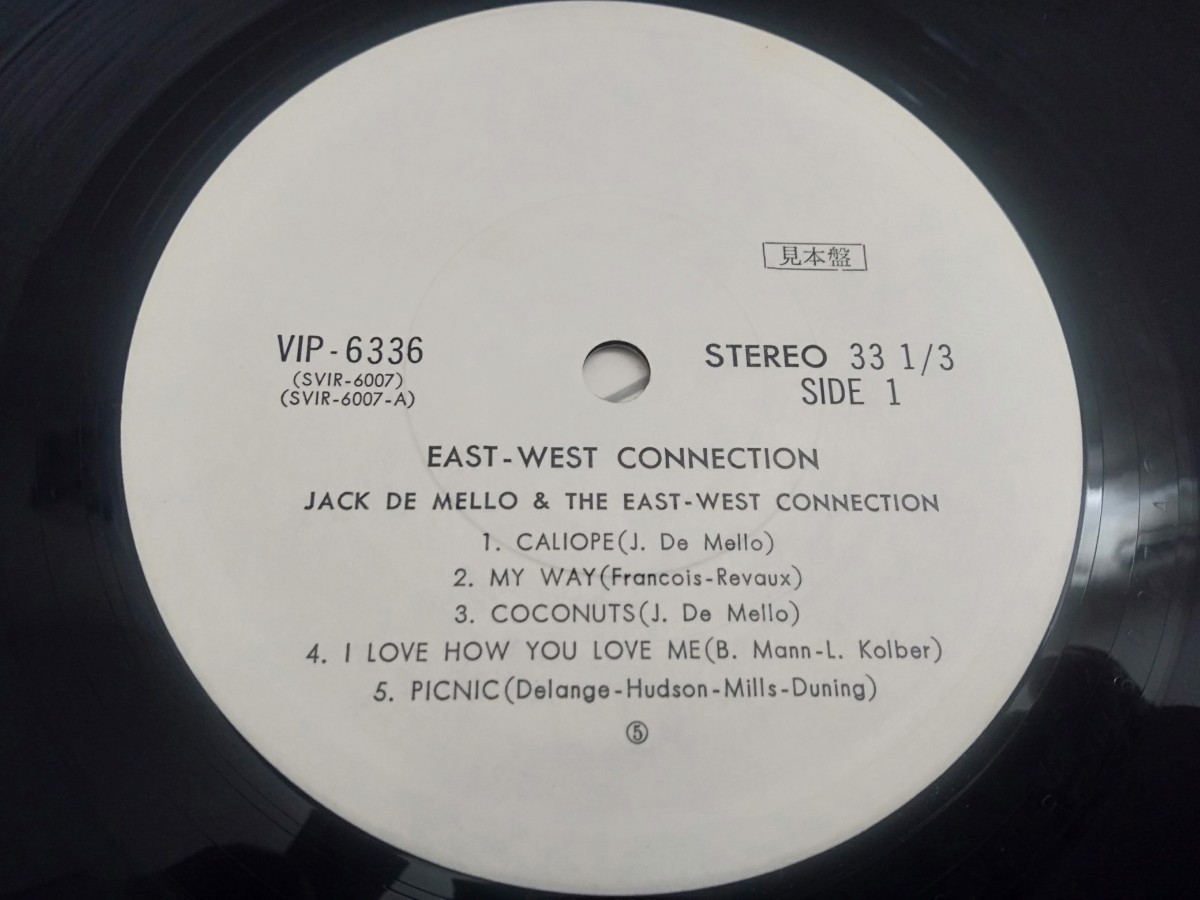 見本盤
VIP-6336
(SVIR-6007)
(SVIR-6007-A)
STEREO 33 1/3
SIDE 1
EAST-WEST CONNECTION
JACK DE MELLO & THE EAST-WEST CONNECTION
1. CALIOPE(J. De Mello)
2. MY WAY(Francois-Revaux)
3. COCONUTS(J. De Mello)
4. I LOVE HOW YOU LOVE ME(B. Mann-L. Kolber)
5. PICNIC(Delange-Hudson-Mills-Duning)
⑤